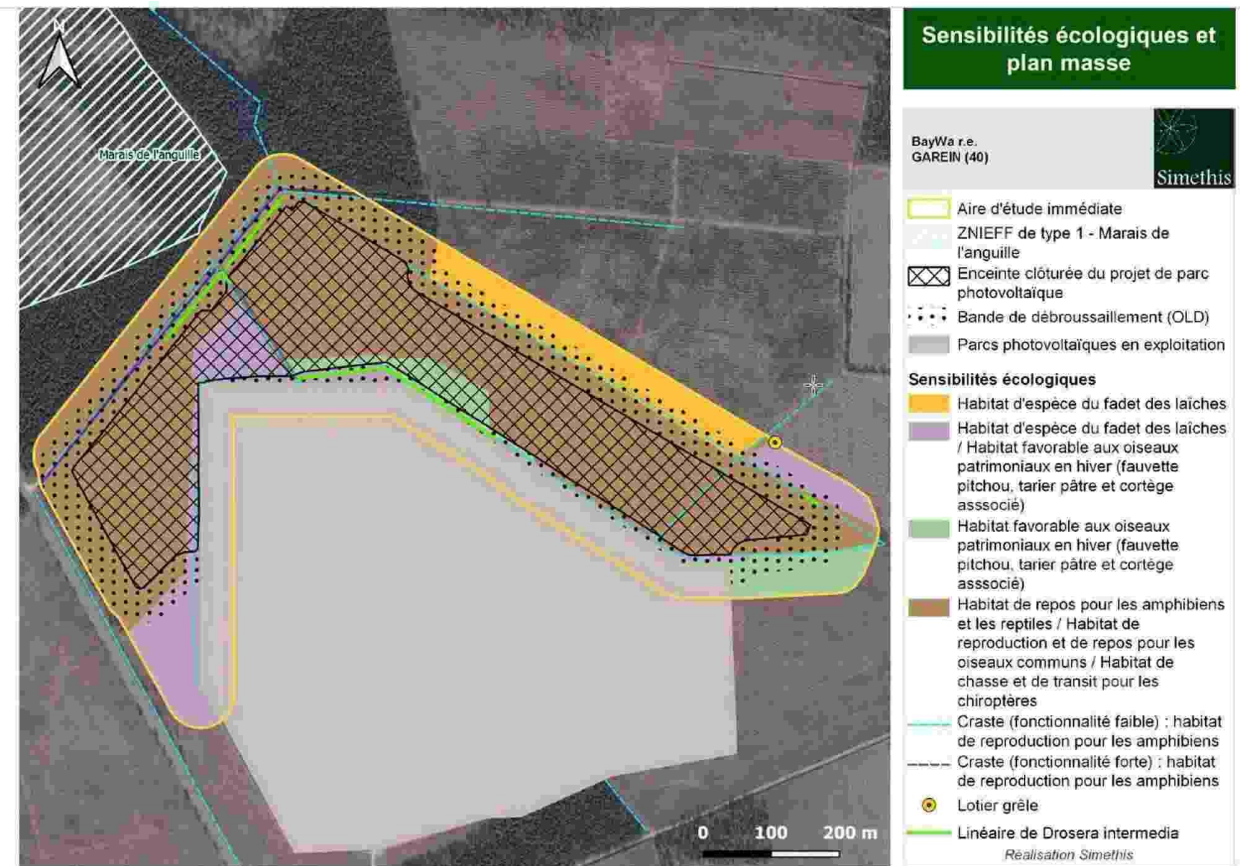 N
Marais de l'anguille
0 100 200 m
Sensibilités écologiques et
plan masse
BayWa r.e.
GAREIN (40)
Simethis
Aire d'étude immédiate
ZNIEFF de type 1 - Marais de
l'anguille
Enceinte clôturée du projet de parc
photovoltaïque
Bande de débroussaillement (OLD)
Parcs photovoltaïques en exploitation
Sensibilités écologiques
Habitat d'espèce du fadet des laïches
Habitat d'espèce du fadet des laïches
/ Habitat favorable aux oiseaux
patrimoniaux en hiver (fauvette
pitchou, tarier pâtre et cortège
asssocié)
Habitat favorable aux oiseaux
patrimoniaux en hiver (fauvette
pitchou, tarier pâtre et cortège
asssocié)
Habitat de repos pour les amphibiens
et les reptiles / Habitat de
reproduction et de repos pour les
oiseaux communs / Habitat de
chasse et de transit pour les
chiroptères
Craste (fonctionnalité faible) : habitat
de reproduction pour les amphibiens
Craste (fonctionnalité forte) : habitat
de reproduction pour les amphibiens
Lotier grêle
Linéaire de Drosera intermedia
Réalisation Simethis